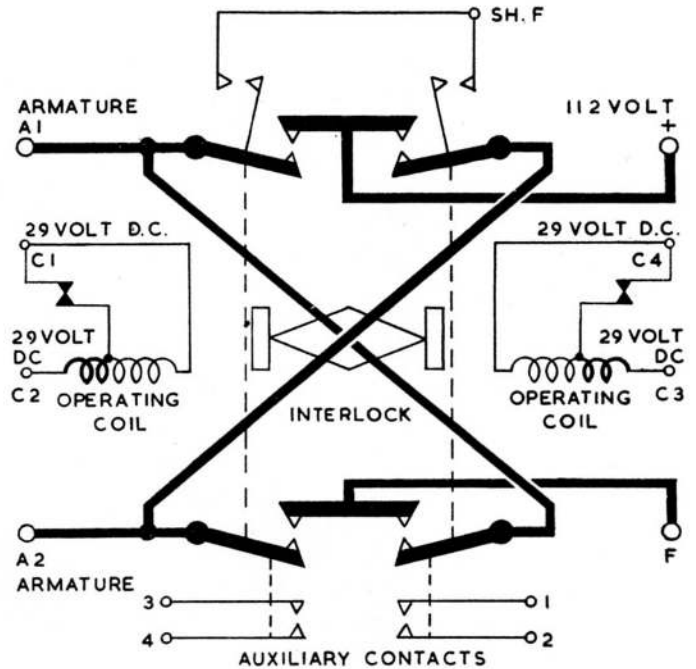 SH. F
ARMATURE
A1
112 VOLT
+
29 VOLT D.C.
C1
29 VOLT D.C.
C4
29 VOLT
DC
C2
OPERATING
COIL
INTERLOCK
29 VOLT
DC
C3
OPERATING
COIL
A2
ARMATURE
F
3
1
4
2
AUXILIARY CONTACTS